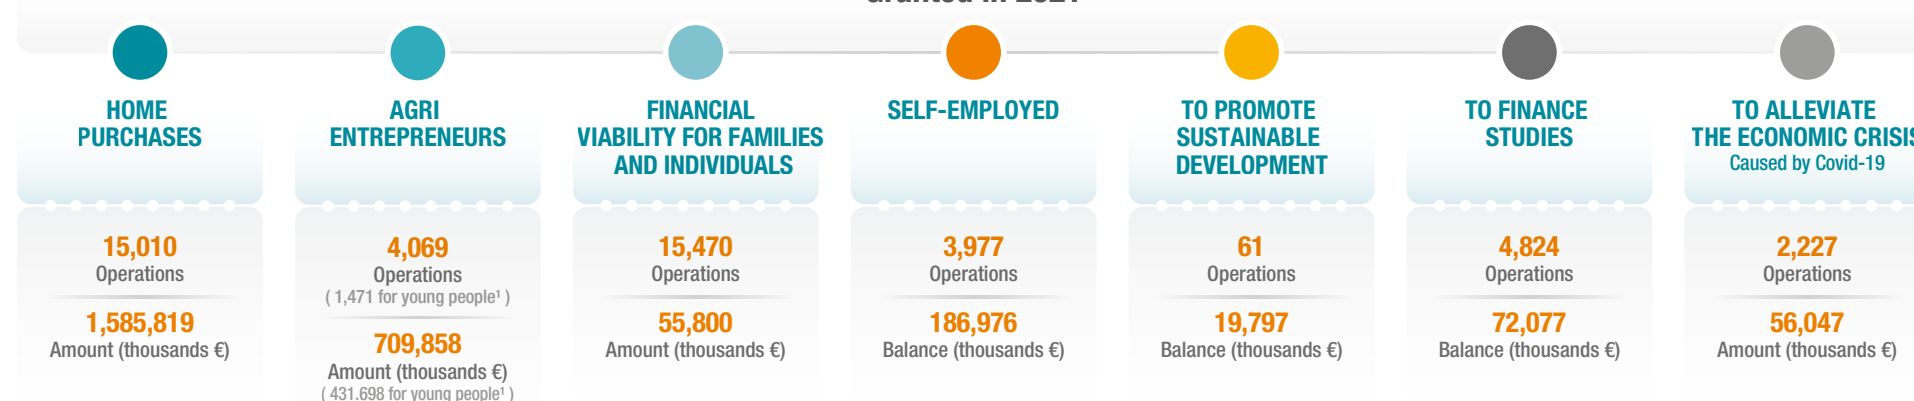 Granted in 2021
HOME
PURCHASES
15,010
Operations
1,585,819
Amount (thousands €)
AGRI
ENTREPRENEURS
4,069
Operations
( 1,471 for young people¹ )
709,858
Amount (thousands €)
( 431.698 for young people¹ )
FINANCIAL
VIABILITY FOR FAMILIES
AND INDIVIDUALS
15,470
Operations
55,800
Amount (thousands €)
SELF-EMPLOYED
3,977
Operations
186,976
Balance (thousands €)
TO PROMOTE
SUSTAINABLE
DEVELOPMENT
61
Operations
19,797
Balance (thousands €)
TO FINANCE
STUDIES
4,824
Operations
72,077
Balance (thousands €)
TO ALLEVIATE
THE ECONOMIC CRISIS
Caused by Covid-19
2,227
Operations
56,047
Amount (thousands €)